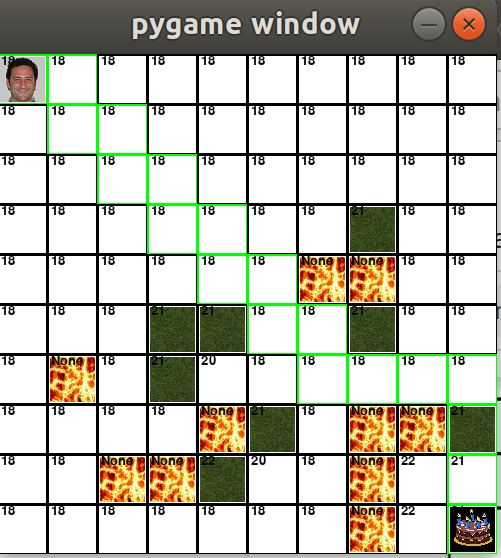 pygame window
18 18 18 18 18 18 18 18 18 18
18 18 18 18 18 18 18 18 18 18
18 18 18 18 18 18 18 18 18 18
18 18 18 18 18 18 18 21 18 18
18 18 18 18 18 18 None None 18 18
18 18 18 21 21 18 18 21 18 18
18 None 18 21 20 18 18 18 18 18
18 18 18 18 None 21 18 None None 21
18 18 None None 22 20 18 None 22 21
18 18 18 18 18 18 18 None 22